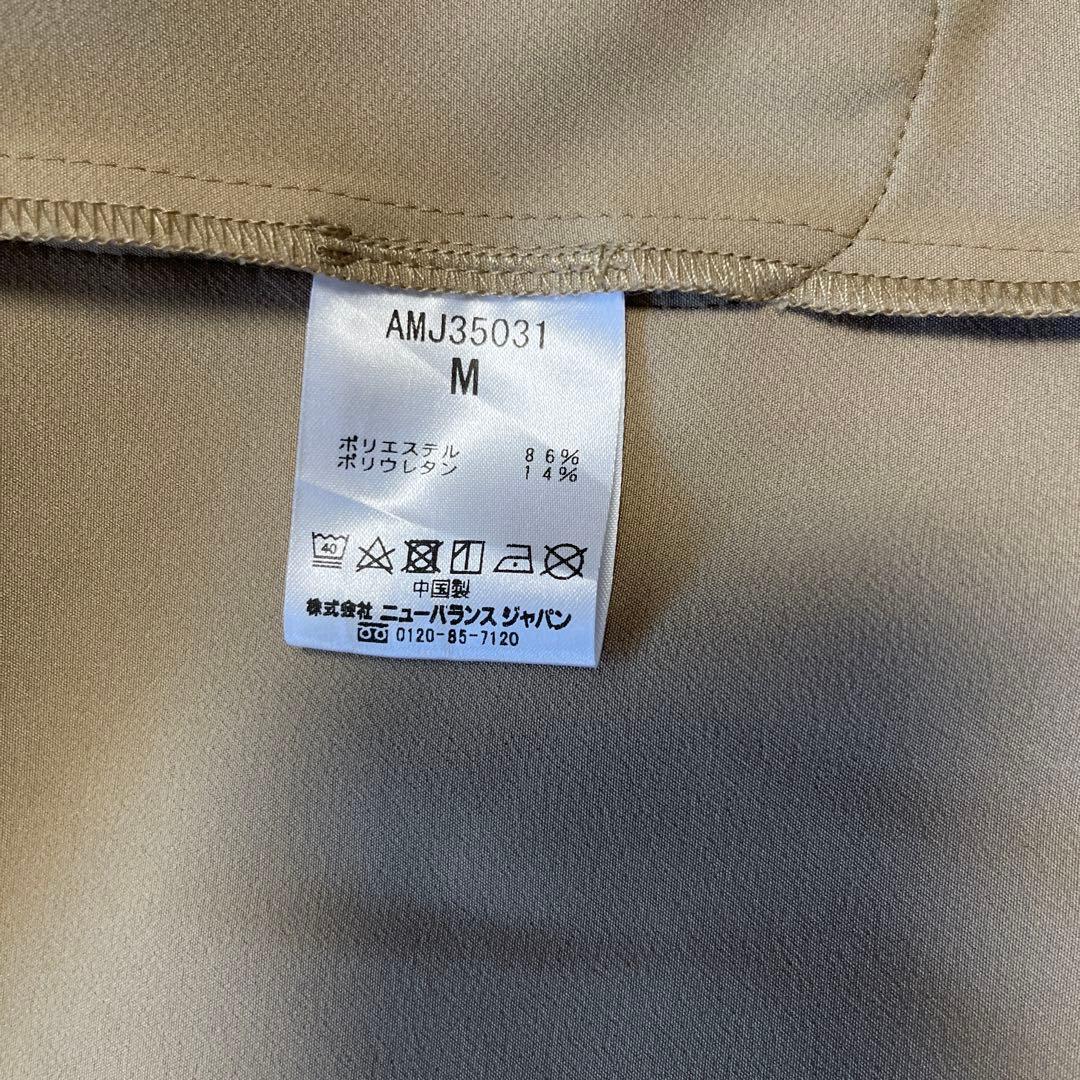 AMJ35031
M
ポリエステル 86%
ポリウレタン 14%
40
中国製
株式会社 ニューバランス ジャパン
0120-85-7120